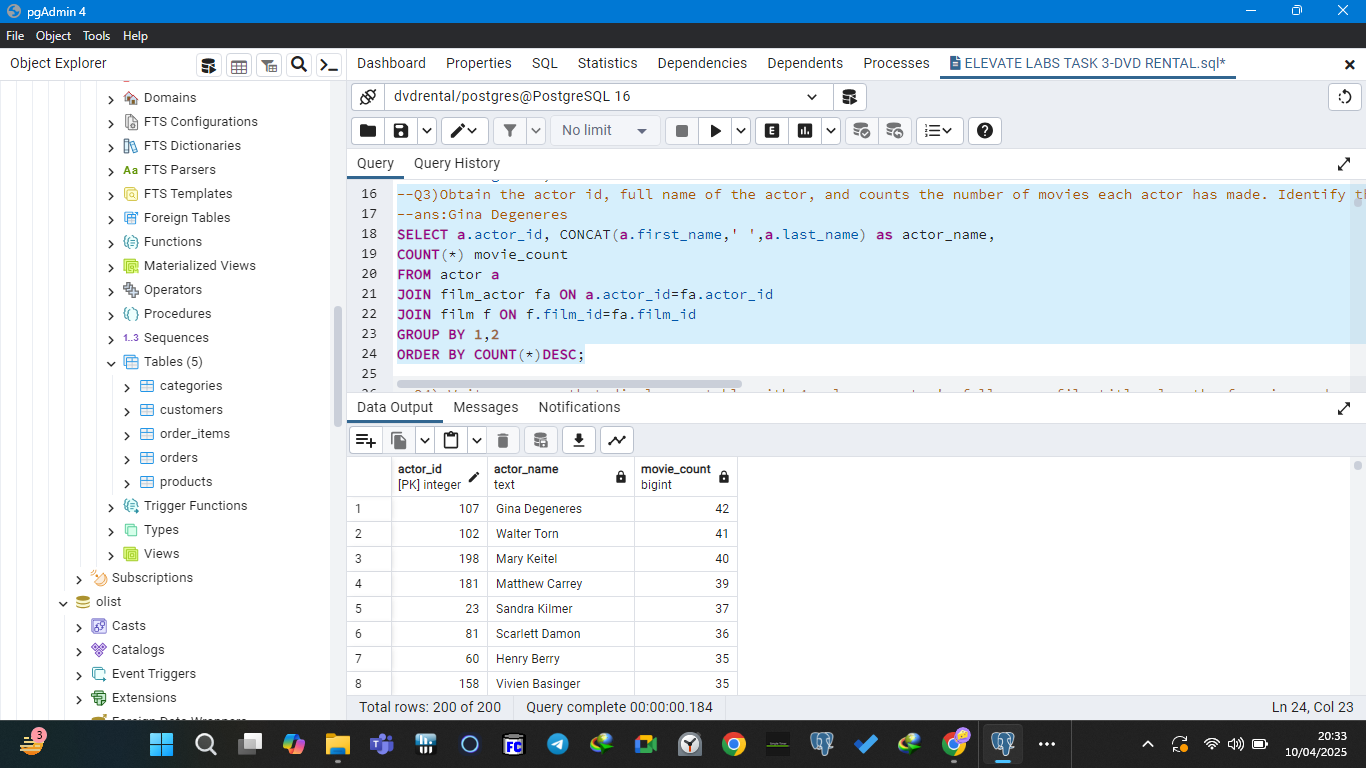 pgAdmin 4
File Object Tools Help
Object Explorer
Dashboard Properties SQL Statistics Dependencies Dependents Processes ELEVATE LABS TASK 3-DVD RENTAL.sql*
Domains
FTS Configurations
FTS Dictionaries
Aa FTS Parsers
FTS Templates
Foreign Tables
Functions
Materialized Views
Operators
Procedures
1..3 Sequences
Tables (5)
categories
customers
order_items
orders
products
Trigger Functions
Types
Views
Subscriptions
olist
Casts
Catalogs
Event Triggers
Extensions
Foreign Data Wrappers
dvdrental/postgres@PostgreSQL 16
No limit
E
Query Query History
16 --Q3)Obtain the actor id, full name of the actor, and counts the number of movies each actor has made. Identify
17 --ans:Gina Degeneres
18 SELECT a.actor_id, CONCAT(a.first_name,' ',a.last_name) as actor_name,
19 COUNT(*) movie_count
20 FROM actor a
21 JOIN film_actor fa ON a.actor_id=fa.actor_id
22 JOIN film f ON f.film_id=fa.film_id
23 GROUP BY 1,2
24 ORDER BY COUNT(*)DESC;
25
Data Output Messages Notifications
actor_id actor_name movie_count
[PK] integer text bigint
1 107 Gina Degeneres 42
2 102 Walter Torn 41
3 198 Mary Keitel 40
4 181 Matthew Carrey 39
5 23 Sandra Kilmer 37
6 81 Scarlett Damon 36
7 60 Henry Berry 35
8 158 Vivien Basinger 35
Total rows: 200 of 200 Query complete 00:00:00.184 Ln 24, Col 23
3
FC
20:33
10/04/2025